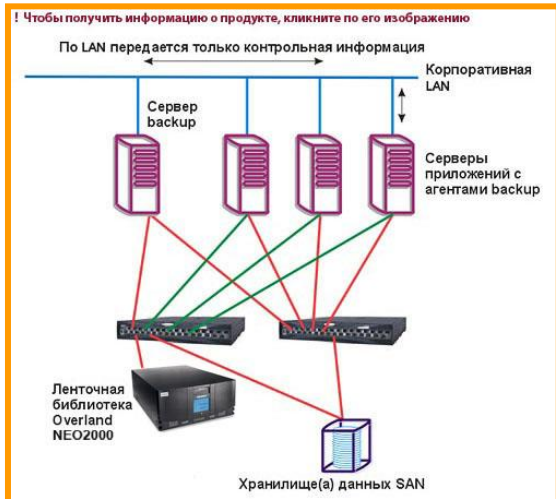 ! Чтобы получить информацию о продукте, кликните по его изображению
По LAN передается только контрольная информация
Корпоративная
LAN
Сервер
backup
Серверы
приложений с
агентами backup
Ленточная
библиотека
Overland
NEO2000
Хранилище(а) данных SAN